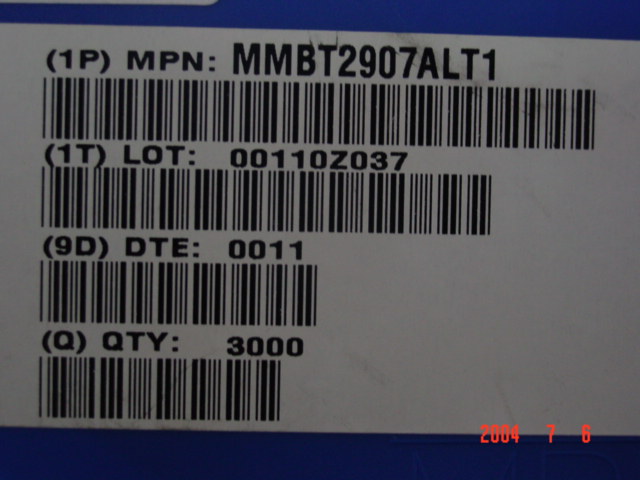 (1P) MPN: MMBT2907ALT1
(1T) LOT: 00110Z037
(9D) DTE: 0011
(Q) QTY: 3000
2004 7 6